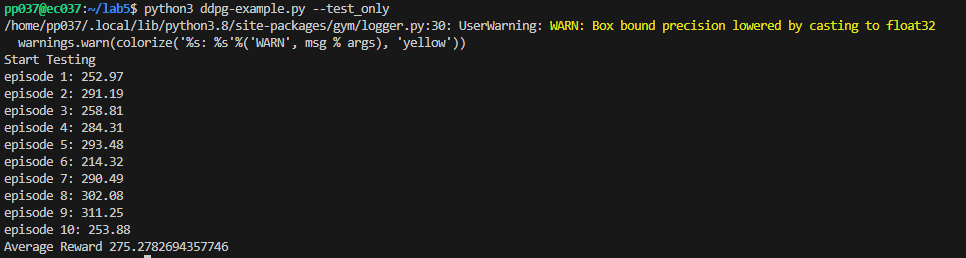 pp037@ec037:~/lab5$ python3 ddpg-example.py --test_only
/home/pp037/.local/lib/python3.8/site-packages/gym/logger.py:30: UserWarning: WARN: Box bound precision lowered by casting to float32
  warnings.warn(colorize('%s: %s'%('WARN', msg % args), 'yellow'))
Start Testing
episode 1: 252.97
episode 2: 291.19
episode 3: 258.81
episode 4: 284.31
episode 5: 293.48
episode 6: 214.32
episode 7: 290.49
episode 8: 302.08
episode 9: 311.25
episode 10: 253.88
Average Reward 275.2782694357746